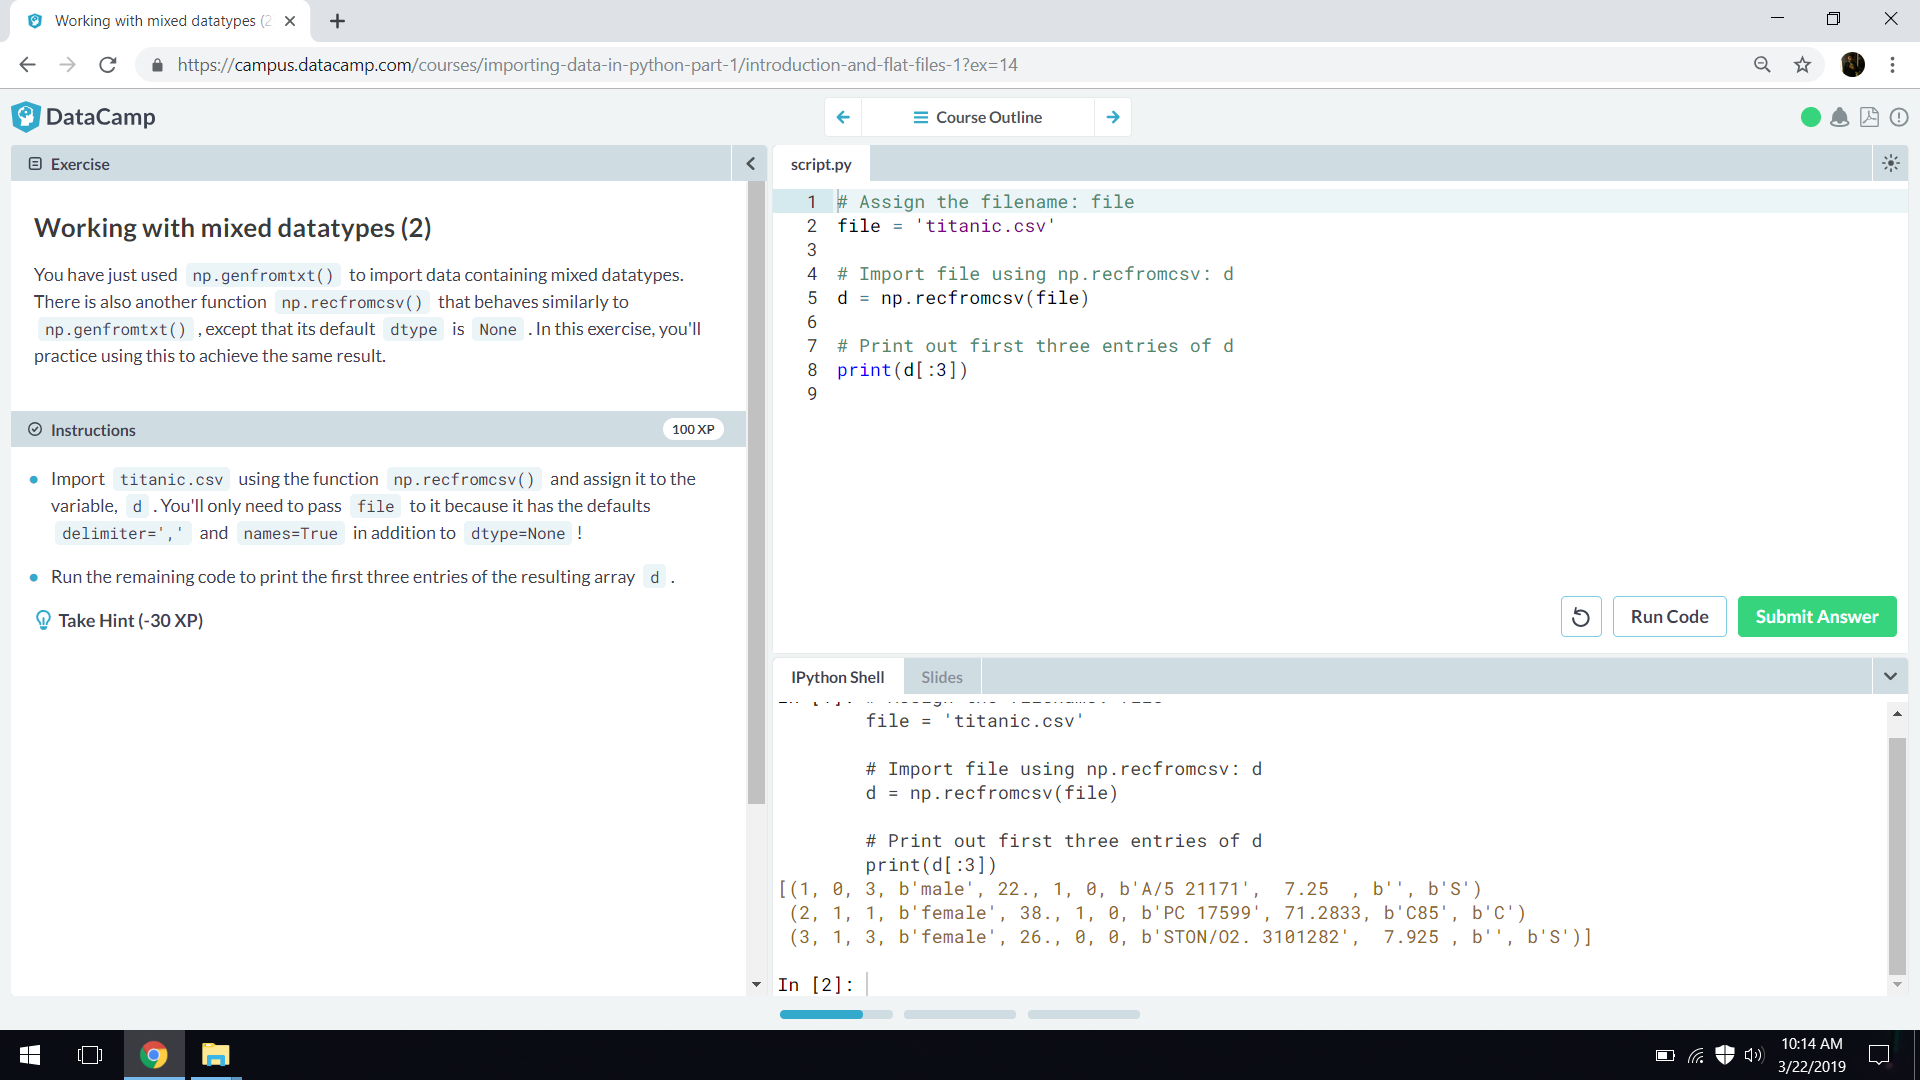 Working with mixed datatypes (2
https://campus.datacamp.com/courses/importing-data-in-python-part-1/introduction-and-flat-files-1?ex=14
DataCamp
Course Outline
Exercise
Working with mixed datatypes (2)
You have just used np.genfromtxt() to import data containing mixed datatypes.
There is also another function np.recfromcsv() that behaves similarly to
np.genfromtxt() , except that its default dtype is None . In this exercise, you'll
practice using this to achieve the same result.
Instructions
100 XP
Import titanic.csv using the function np.recfromcsv() and assign it to the
variable, d . You'll only need to pass file to it because it has the defaults
delimiter=',' and names=True in addition to dtype=None !
Run the remaining code to print the first three entries of the resulting array d .
Take Hint (-30 XP)
script.py
1 # Assign the filename: file
2 file = 'titanic.csv'
3
4 # Import file using np.recfromcsv: d
5 d = np.recfromcsv(file)
6
7 # Print out first three entries of d
8 print(d[:3])
9
Run Code
Submit Answer
IPython Shell
Slides
file = 'titanic.csv'
# Import file using np.recfromcsv: d
d = np.recfromcsv(file)
# Print out first three entries of d
print(d[:3])
[(1, 0, 3, b'male', 22., 1, 0, b'A/5 21171',  7.25  , b'', b'S')
(2, 1, 1, b'female', 38., 1, 0, b'PC 17599', 71.2833, b'C85', b'C')
(3, 1, 3, b'female', 26., 0, 0, b'STON/O2. 3101282',  7.925 , b'', b'S')]
In [2]:
10:14 AM
3/22/2019